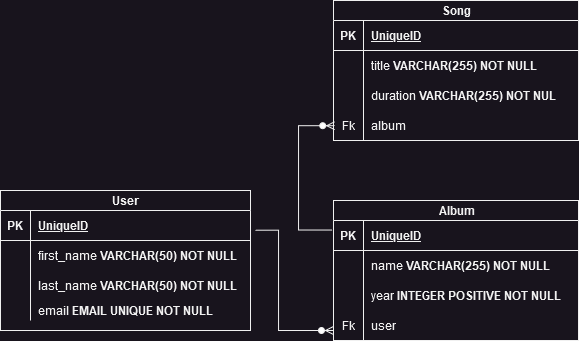 Song
PK UniqueID
title VARCHAR(255) NOT NULL
duration VARCHAR(255) NOT NUL
Fk album
User
PK UniqueID
first_name VARCHAR(50) NOT NULL
last_name VARCHAR(50) NOT NULL
email EMAIL UNIQUE NOT NULL
Album
PK UniqueID
name VARCHAR(255) NOT NULL
year INTEGER POSITIVE NOT NULL
Fk user